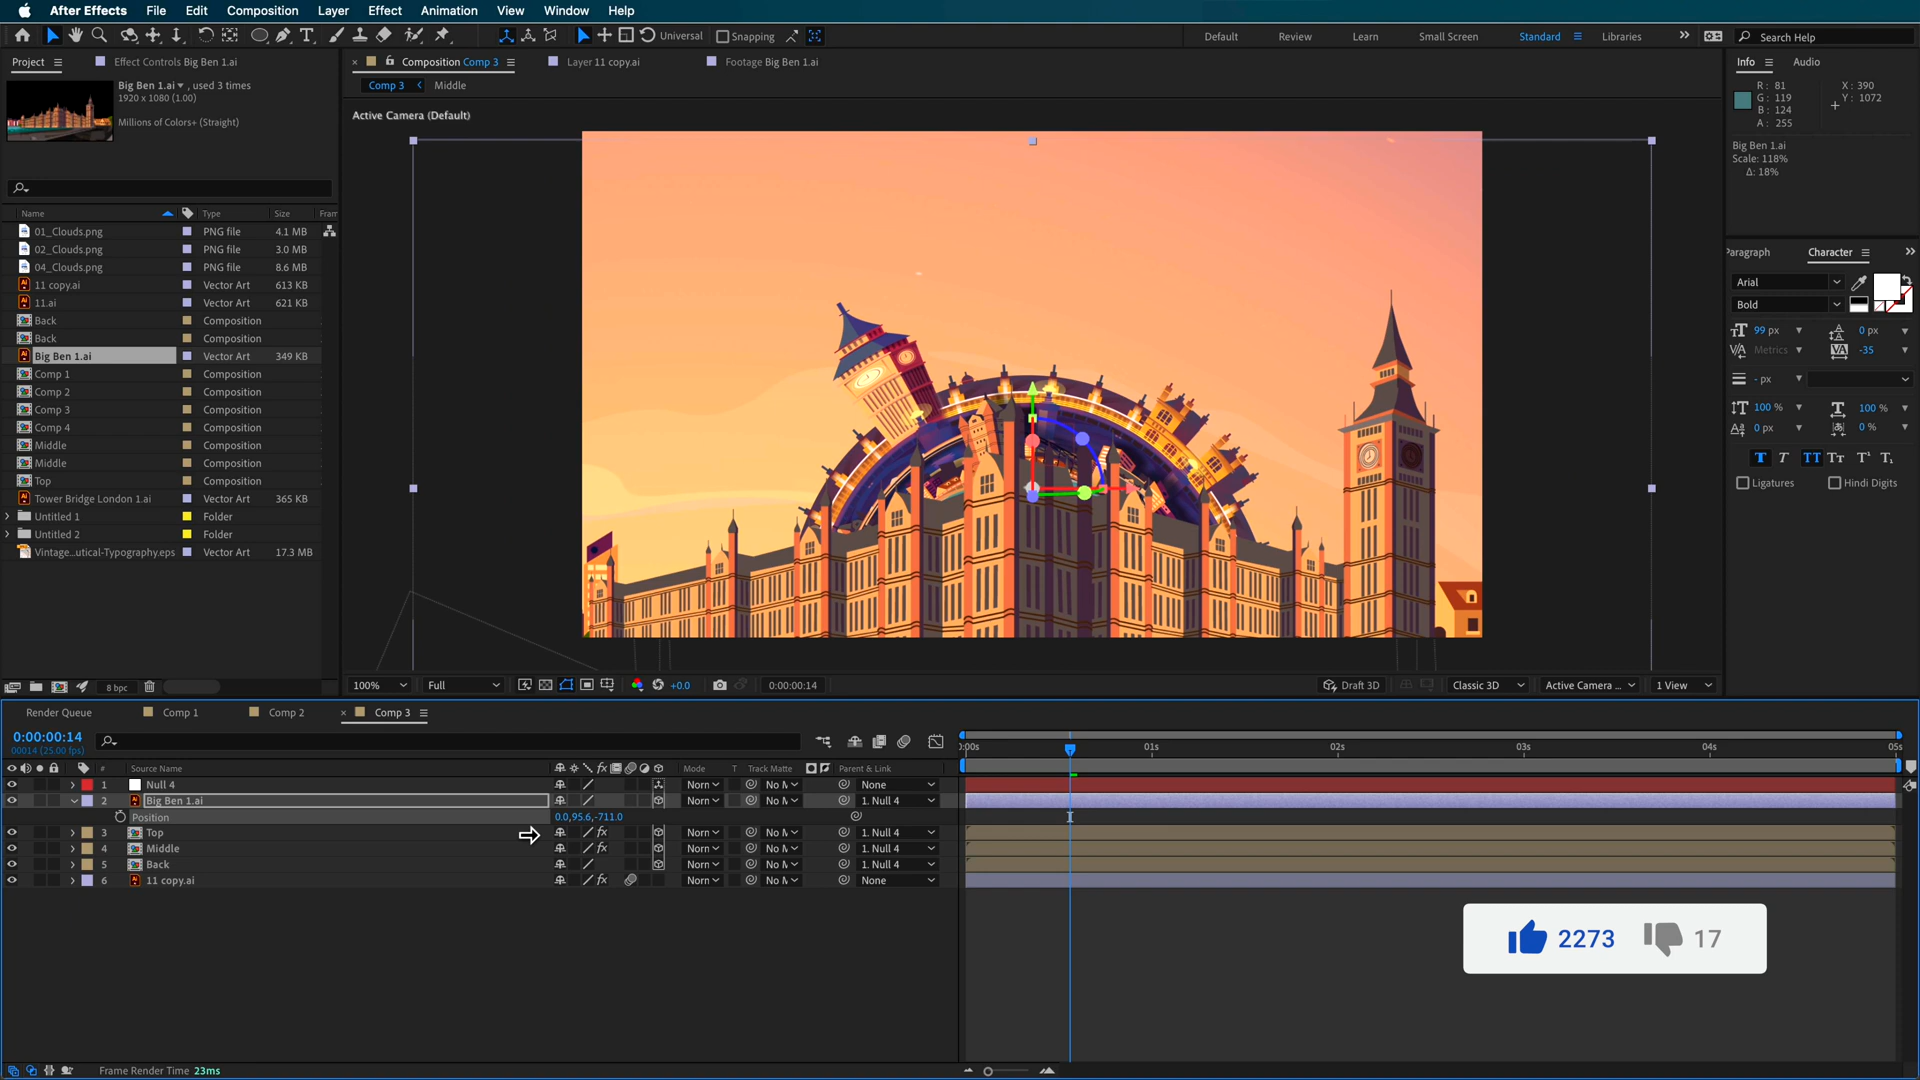 After Effects File Edit Composition Layer Effect Animation View Window Help
Universal Snapping Default Review Learn Small Screen Standard Libraries Search Help
Project Effect Controls Big Ben 1.ai
Big Ben 1.ai , used 3 times
1920 x 1080 (1.00)
Millions of Colors+ (Straight)
Name Type Size Fram
01_Clouds.png PNG file 4.1 MB
02_Clouds.png PNG file 3.0 MB
04_Clouds.png PNG file 8.6 MB
11 copy.ai Vector Art 613 KB
11.ai Vector Art 621 KB
Back Composition
Back Composition
Big Ben 1.ai Vector Art 349 KB
Comp 1 Composition
Comp 2 Composition
Comp 3 Composition
Comp 4 Composition
Middle Composition
Middle Composition
Top Composition
Tower Bridge London 1.ai Vector Art 365 KB
Untitled 1 Folder
Untitled 2 Folder
Vintage...utical-Typography.eps Vector Art 17.3 MB
8 bpc
Composition Comp 3 Layer 11 copy.ai Footage Big Ben 1.ai
Comp 3 Middle
Active Camera (Default)
100% Full +0.0 0:00:00:14 Draft 3D Classic 3D Active Camera ... 1 View
Info Audio
R: 81 X: 390
G: 119 Y: 1072
B: 124
A: 255
Big Ben 1.ai
Scale: 118%
Δ: 18%
Paragraph Character
Arial
Bold
99 px 0 px
Metrics -35
- px
100 % 100 %
0 px 0 %
T T TT Tt T¹ T₁
Ligatures Hindi Digits
Render Queue Comp 1 Comp 2 Comp 3
0:00:00:14
00014 (25.00 fps)
):00s 01s 02s 03s 04s 05s
# Source Name fx Mode T Track Matte Parent & Link
1 Null 4 Norn No M None
2 Big Ben 1.ai Norn No M 1. Null 4
Position 0.0,95.6,-711.0
3 Top fx Norn No M 1. Null 4
4 Middle fx Norn No M 1. Null 4
5 Back Norn No M 1. Null 4
6 11 copy.ai fx Norn No M None
2273 17
Frame Render Time 23ms